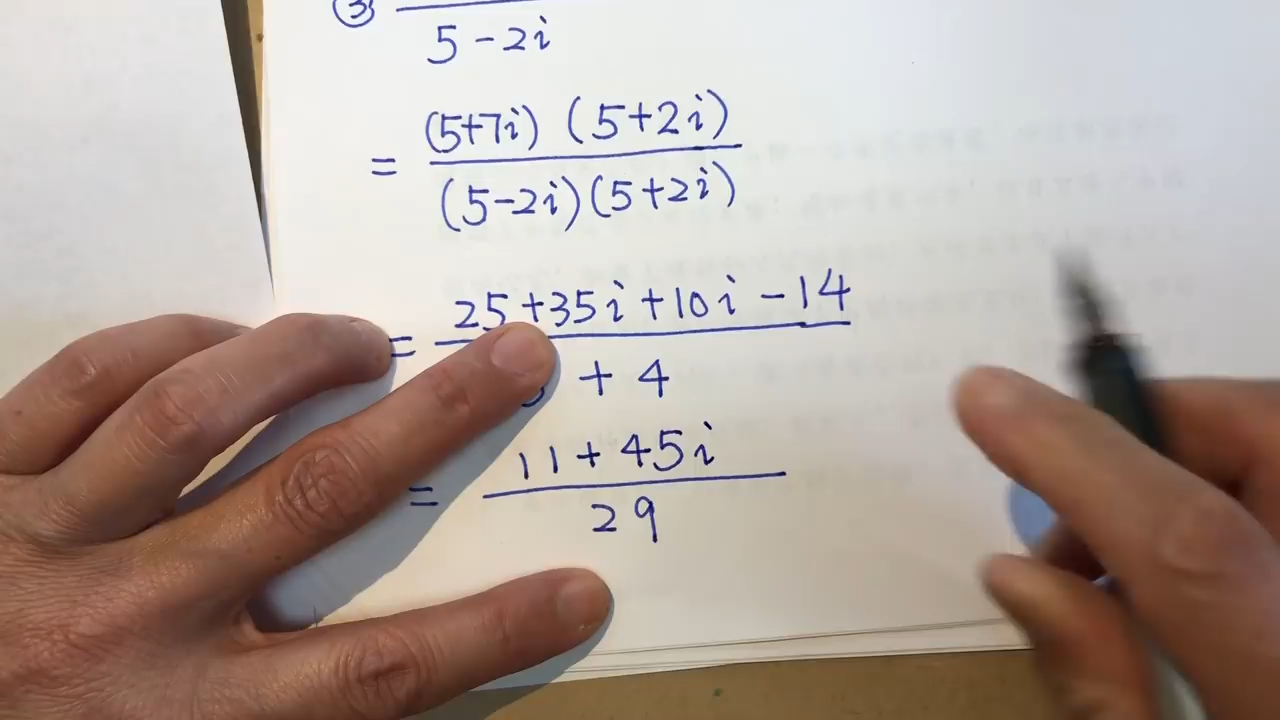 ③
5-2i
= (5+7i) (5+2i)
(5-2i)(5+2i)
= 25+35i+10i-14
+ 4
= 11+45i
29